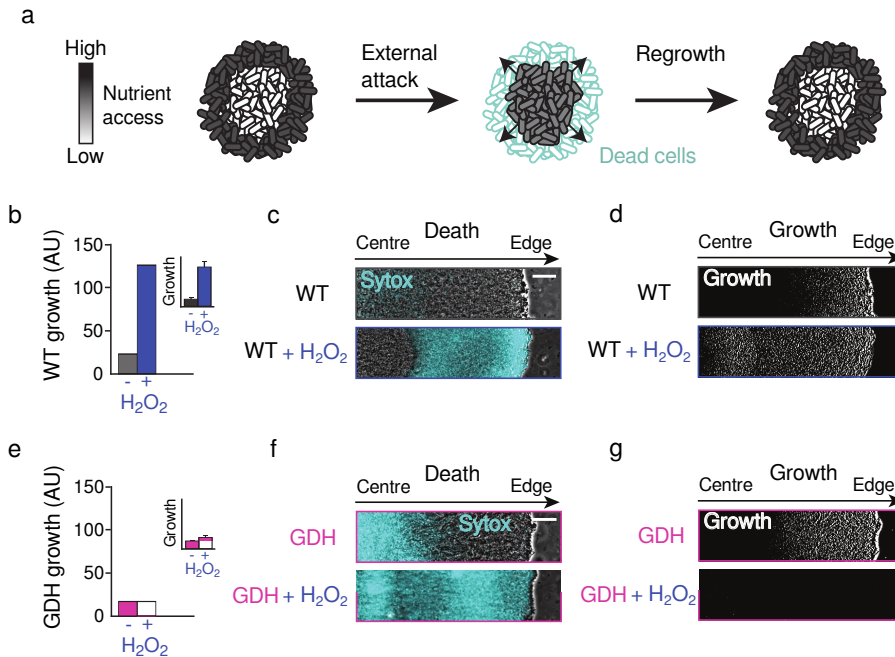 a
High
Nutrient
access
Low
External
attack
Regrowth
Dead cells
b
WT growth (AU)
150
100
50
0
- +
H₂O₂
Growth
- +
H₂O₂
c
Death
Centre
Edge
WT
Sytox
WT + H₂O₂
d
Growth
Centre
Edge
WT
Growth
WT + H₂O₂
e
GDH growth (AU)
150
100
50
0
- +
H₂O₂
Growth
- +
H₂O₂
f
Death
Centre
Edge
GDH
Sytox
GDH + H₂O₂
g
Growth
Centre
Edge
GDH
Growth
GDH + H₂O₂